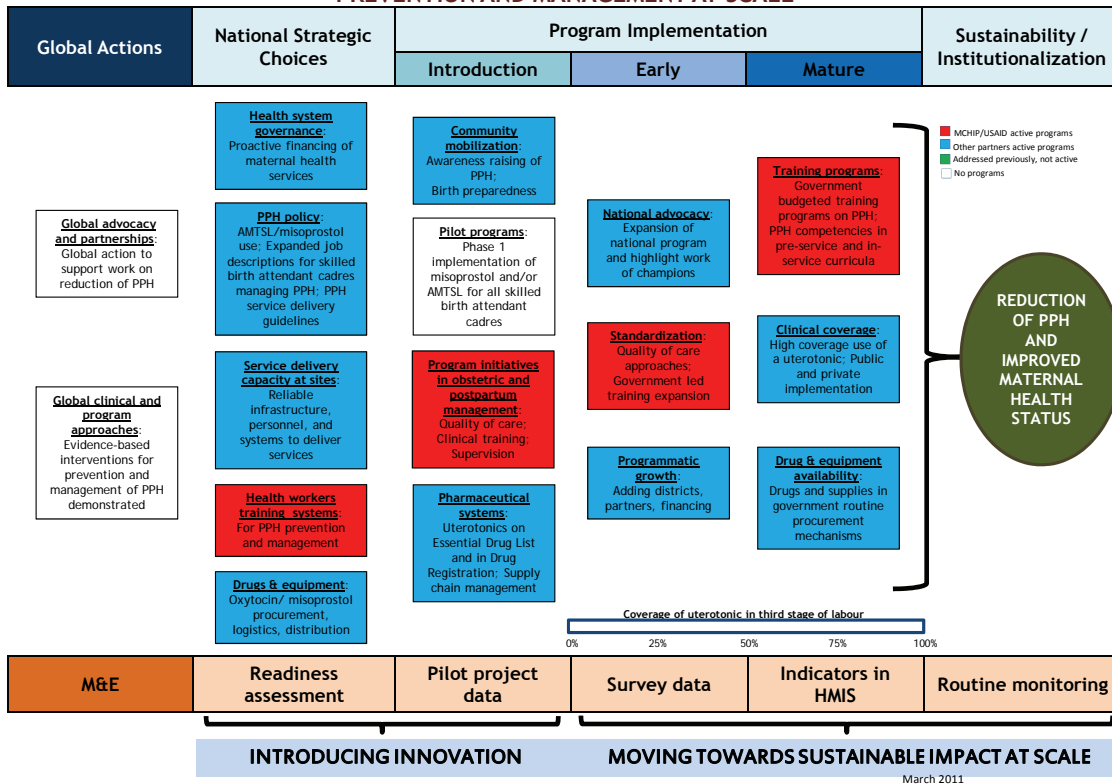 PREVENTION AND MANAGEMENT AT SCALE
Global Actions
National Strategic
Choices
Program Implementation
Introduction
Early
Mature
Sustainability /
Institutionalization
Global advocacy
and partnerships:
Global action to
support work on
reduction of PPH
Global clinical and
program
approaches:
Evidence-based
interventions for
prevention and
management of PPH
demonstrated
Health system
governance:
Proactive financing of
maternal health
services
PPH policy:
AMTSL/misoprostol
use; Expanded job
descriptions for skilled
birth attendant cadres
managing PPH; PPH
service delivery
guidelines
Service delivery
capacity at sites:
Reliable
infrastructure,
personnel, and
systems to deliver
services
Health workers
training systems:
For PPH prevention
and management
Drugs & equipment:
Oxytocin/ misoprostol
procurement,
logistics, distribution
Community
mobilization:
Awareness raising of
PPH;
Birth preparedness
Pilot programs:
Phase 1
implementation of
misoprostol and/or
AMTSL for all skilled
birth attendant
cadres
Program initiatives
in obstetric and
postpartum
management:
Quality of care;
Clinical training;
Supervision
Pharmaceutical
systems:
Uterotonics on
Essential Drug List
and in Drug
Registration; Supply
chain management
National advocacy:
Expansion of
national program
and highlight work of
champions
Standardization:
Quality of care
approaches;
Government led
training expansion
Programmatic
growth:
Adding districts,
partners, financing
Training programs:
Government
budgeted training
programs on PPH;
PPH competencies in
pre-service and in-
service curricula
Clinical coverage:
High coverage use of
a uterotonic; Public
and private
implementation
Drug & equipment
availability:
Drugs and supplies in
government routine
procurement
mechanisms
MCHIP/USAID active programs
Other partners active programs
Addressed previously, not active
No programs
REDUCTION
OF PPH
AND
IMPROVED
MATERNAL
HEALTH
STATUS
Coverage of uterotonic in third stage of labour
0% 25% 50% 75% 100%
M&E
Readiness
assessment
Pilot project
data
Survey data
Indicators in
HMIS
Routine monitoring
INTRODUCING INNOVATION
MOVING TOWARDS SUSTAINABLE IMPACT AT SCALE
March 2011